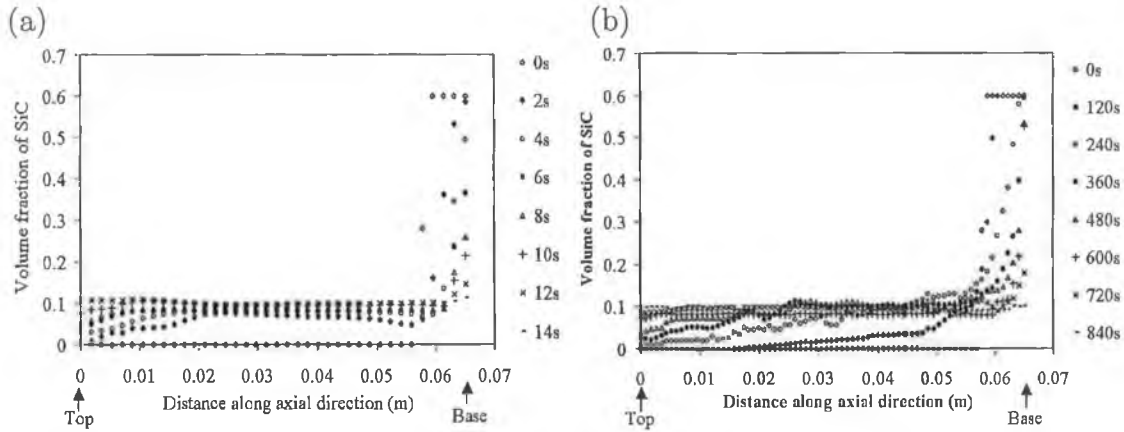 (a)
0.7
0.6
0.5
0.4
0.3
0.2
0.1
0
Volume fraction of SiC
0 0.01 0.02 0.03 0.04 0.05 0.06 0.07
Top
Distance along axial direction (m)
Base
0s
2s
4s
6s
8s
10s
12s
14s
(b)
0.7
0.6
0.5
0.4
0.3
0.2
0.1
0
Volume fraction of SiC
0 0.01 0.02 0.03 0.04 0.05 0.06 0.07
Top
Distance along axial direction (m)
Base
0s
120s
240s
360s
480s
600s
720s
840s